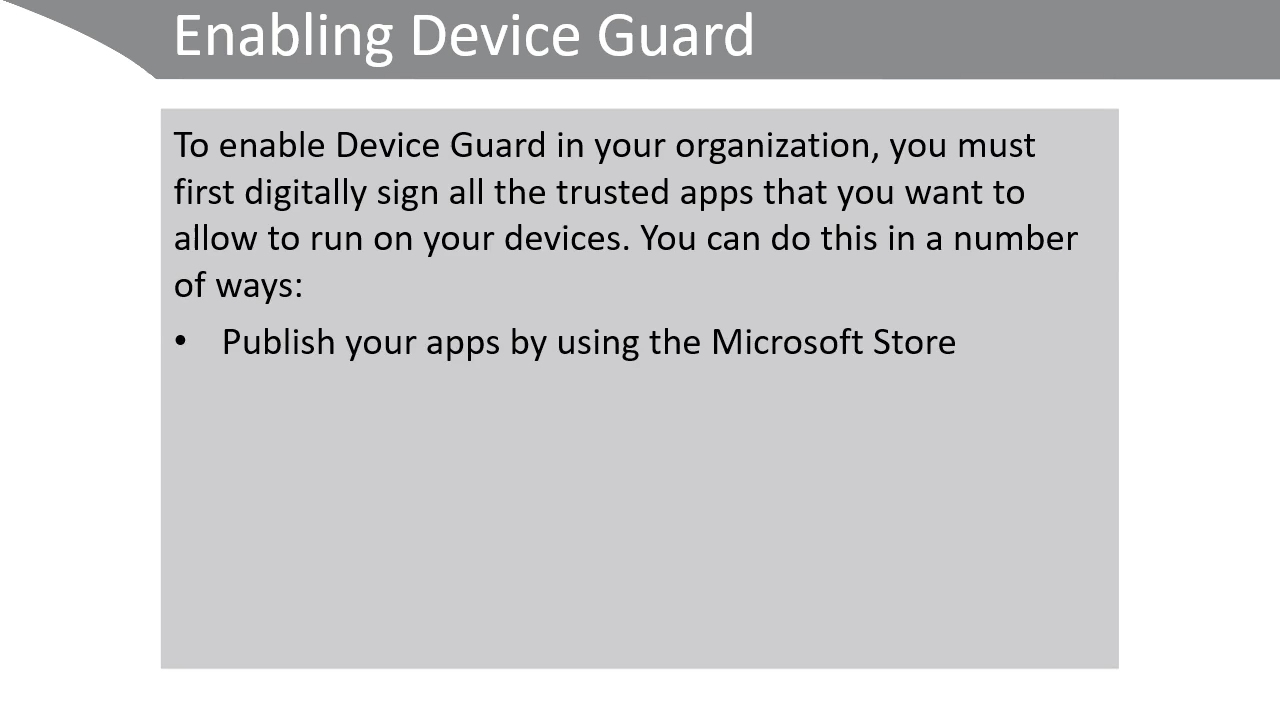 Enabling Device Guard
To enable Device Guard in your organization, you must
first digitally sign all the trusted apps that you want to
allow to run on your devices. You can do this in a number
of ways:
• Publish your apps by using the Microsoft Store